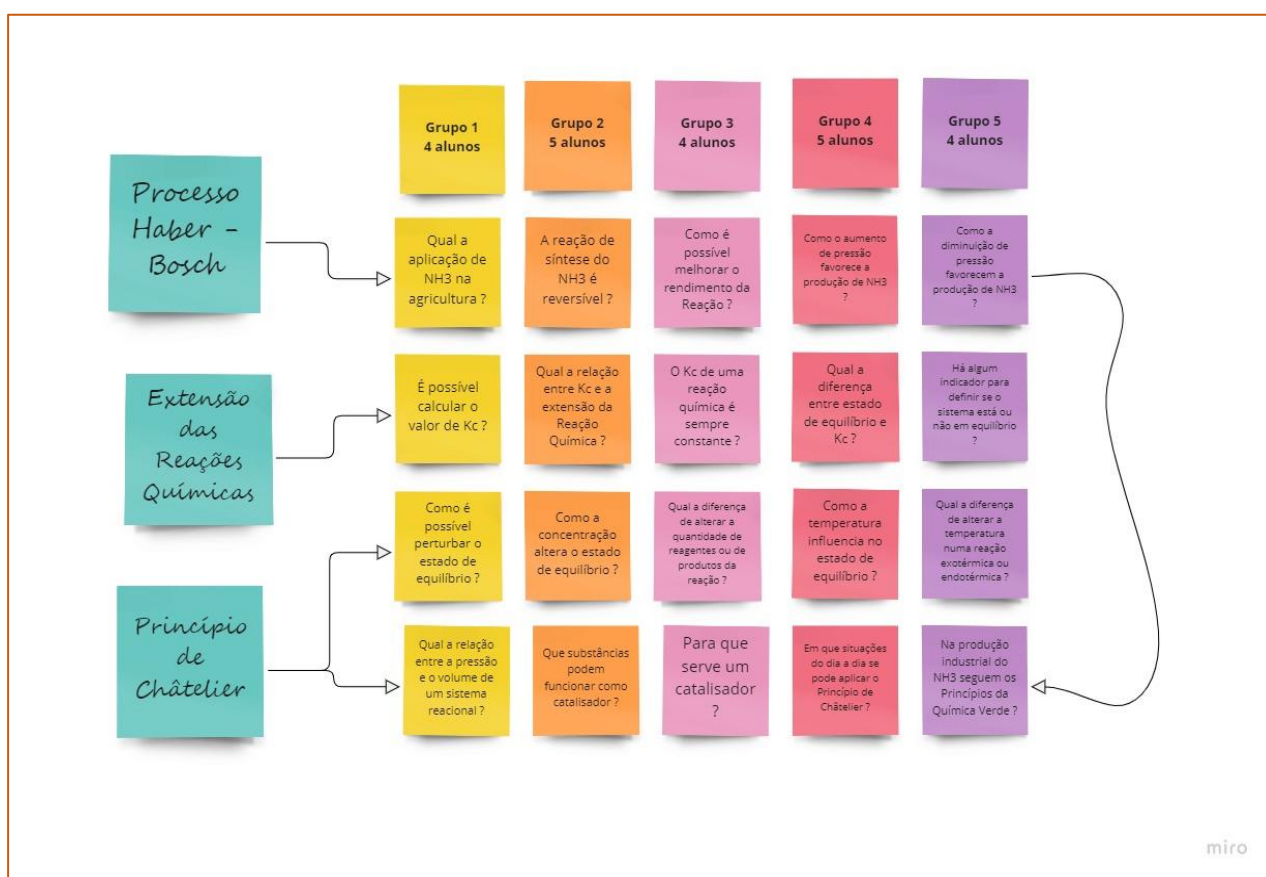 Grupo 1
4 alunos
Grupo 2
5 alunos
Grupo 3
4 alunos
Grupo 4
5 alunos
Grupo 5
4 alunos
Processo
Haber -
Bosch
Qual a
aplicação de
NH3 na
agricultura ?
A reação de
síntese do
NH3 é
reversível ?
Como é
possível
melhorar o
rendimento da
Reação ?
Como o aumento
de pressão
favorece a
produção de NH3
?
Como a
diminuição de
pressão
favorecem a
produção de NH3
?
Extensão
das
Reações
Químicas
É possível
calcular o
valor de Kc ?
Qual a relação
entre Kc e a
extensão da
Reação
Química ?
O Kc de uma
reação
química é
sempre
constante ?
Qual a
diferença
entre estado
de equilíbrio e
Kc ?
Há algum
indicador para
definir se o
sistema está ou
não em equilíbrio
?
Princípio
de
Châtelier
Como é
possível
perturbar o
estado de
equilíbrio ?
Como a
concentração
altera o estado
de equilíbrio ?
Qual a diferença
de alterar a
quantidade de
reagentes ou de
produtos da
reação ?
Como a
temperatura
influencia no
estado de
equilíbrio ?
Qual a diferença
de alterar a
temperatura
numa reação
exotérmica ou
endotérmica ?
Qual a relação
entre a pressão
e o volume de
um sistema
reacional ?
Que substâncias
podem
funcionar como
catalisador ?
Para que
serve um
catalisador
?
Em que situações
do dia a dia se
pode aplicar o
Princípio de
Châtelier ?
Na produção
industrial do
NH3 seguem os
Princípios da
Química Verde ?
miro